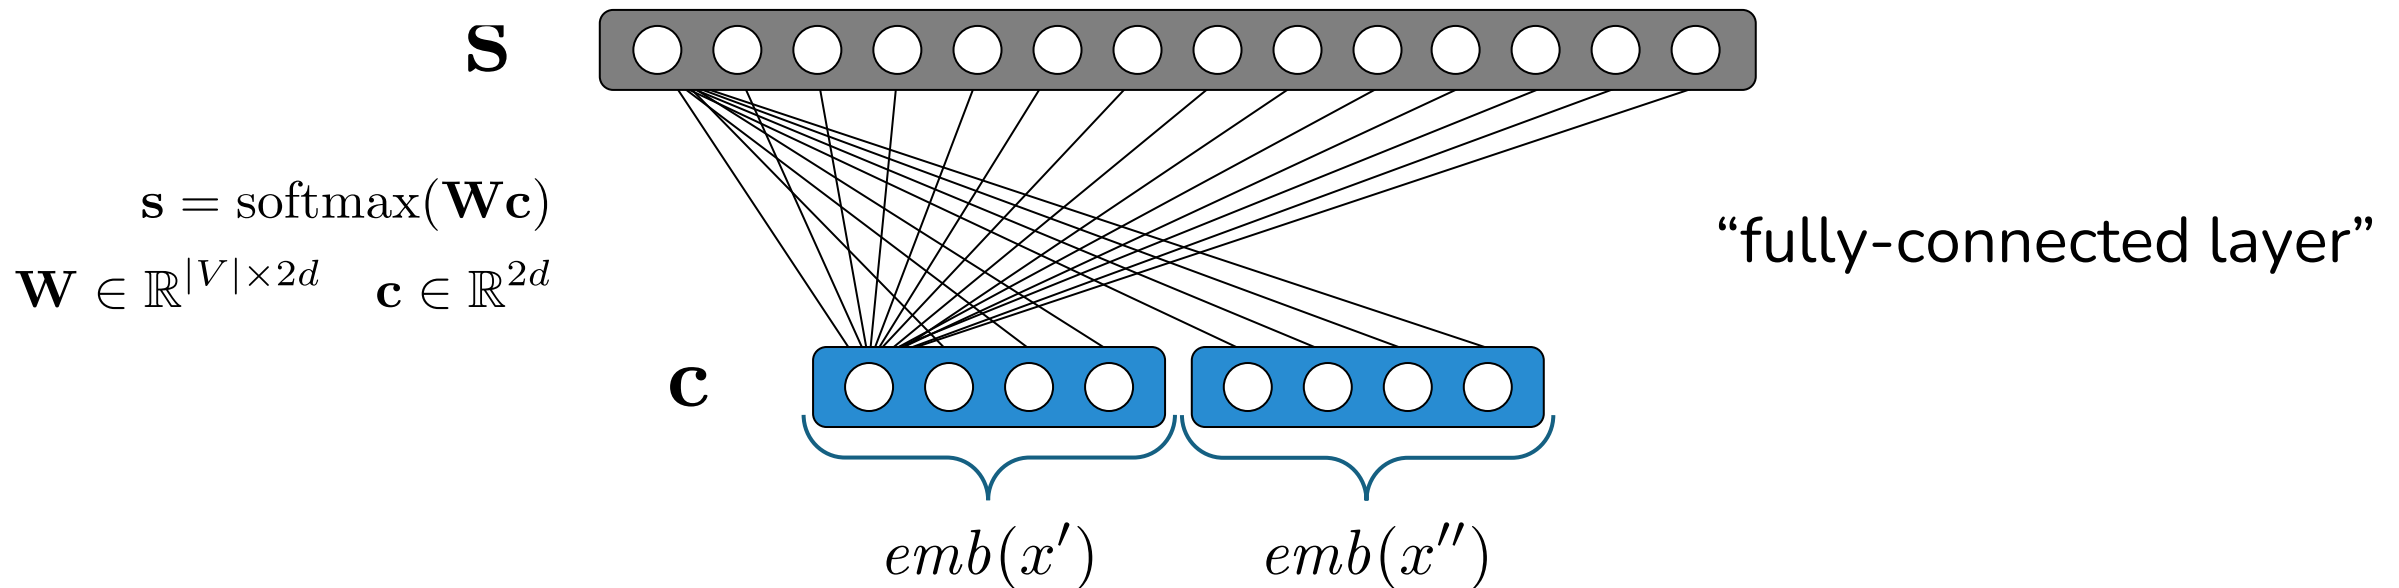 s
s = softmax(Wc)
“fully-connected layer”
W ∈ ℝ^{|V|×2d} c ∈ ℝ^{2d}
c
emb(x′) emb(x′′)